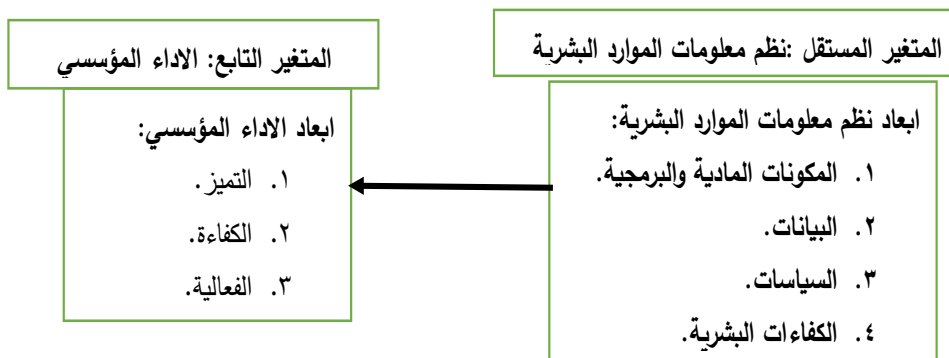 المتغير المستقل :نظم معلومات الموارد البشرية
ابعاد نظم معلومات الموارد البشرية:
١. المكونات المادية والبرمجية.
٢. البيانات.
٣. السياسات.
٤. الكفاءات البشرية.
المتغير التابع: الاداء المؤسسي
ابعاد الاداء المؤسسي:
١. التميز.
٢. الكفاءة.
٣. الفعالية.